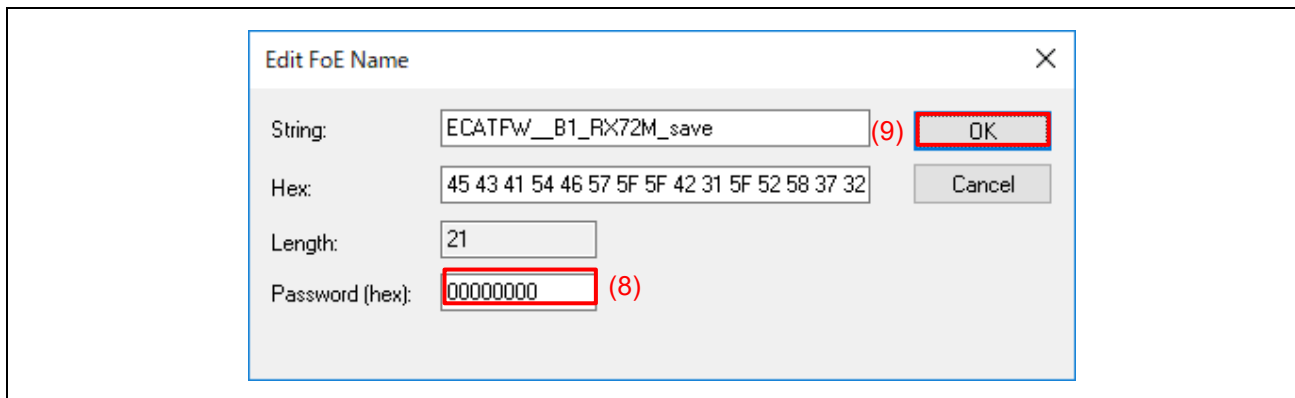 Edit FoE Name
String: ECATFW__B1_RX72M_save (9) OK
Hex: 45 43 41 54 46 57 5F 5F 42 31 5F 52 58 37 32 Cancel
Length: 21
Password (hex): 00000000 (8)